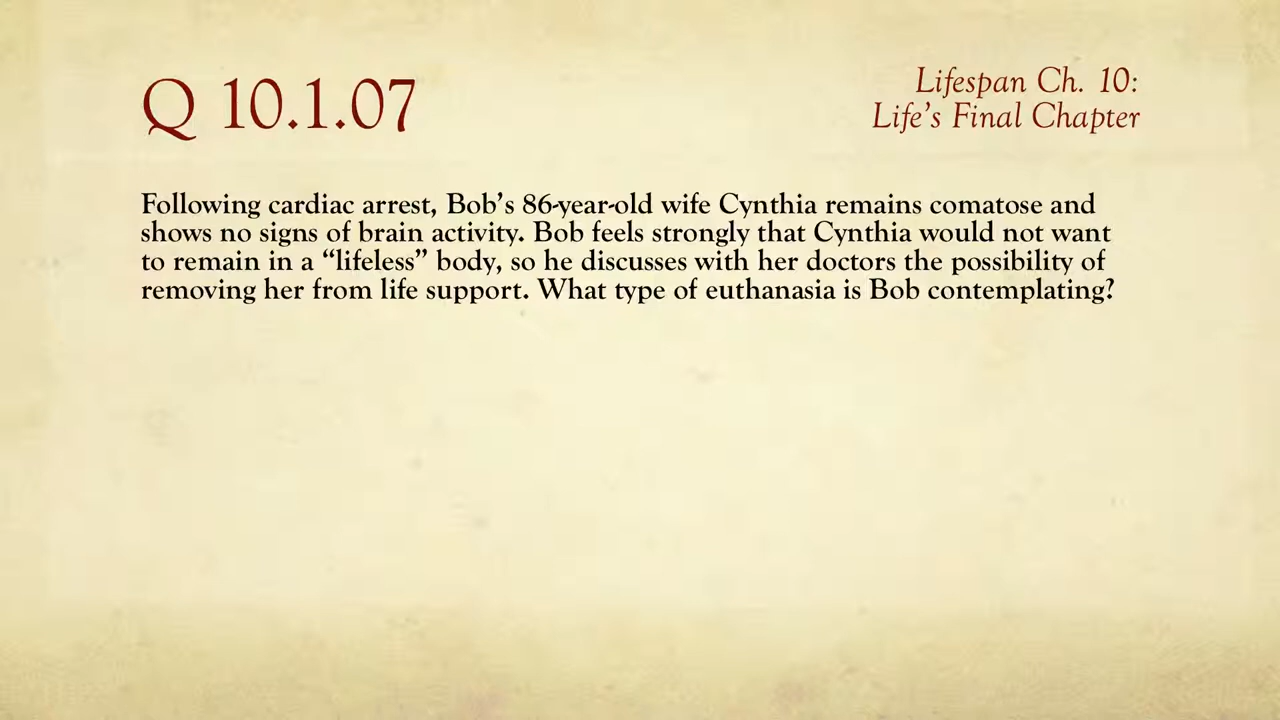 Q 10.1.07
Lifespan Ch. 10:
Life’s Final Chapter
Following cardiac arrest, Bob’s 86-year-old wife Cynthia remains comatose and
shows no signs of brain activity. Bob feels strongly that Cynthia would not want
to remain in a “lifeless” body, so he discusses with her doctors the possibility of
removing her from life support. What type of euthanasia is Bob contemplating?